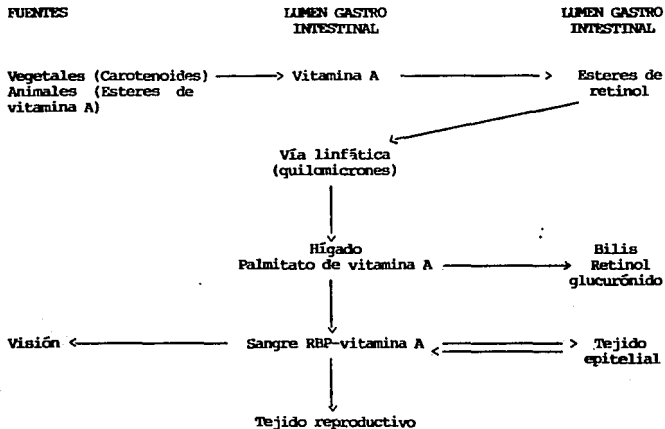 FUENTES
LUMEN GASTRO
INTESTINAL
LUMEN GASTRO
INTESTINAL
Vegetales (Carotenoides)
Animales (Esteres de
vitamina A)
Vitamina A
Esteres de
retinol
Vía linfática
(quilomicrones)
Hígado
Palmitato de vitamina A
Bilis
Retinol
glucurónido
Visión
Sangre RBP-vitamina A
Tejido
epitelial
Tejido reproductivo